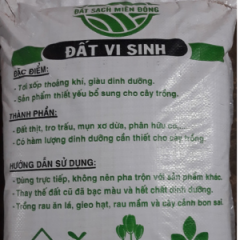 ĐẤT SẠCH MIỀN ĐÔNG
ĐẤT VI SINH
ĐẶC ĐIỂM:
- Tơi sốp thoáng khí, giàu dinh dưỡng.
- Sản phẩm thiết yếu bổ sung cho cây trồng.
THÀNH PHẦN:
- Đất thịt, tro trấu, mụn xơ dừa, phân hữu cơ...
- Có hàm lượng dinh dưỡng cần thiết cho cây trồng.
HƯỚNG DẪN SỬ DỤNG:
- Dùng trực tiếp, không nên pha trộn với sản phẩm khác.
- Thay thế đất cũ đã bạc màu và hết chất dinh dưỡng.
- Trồng rau ăn lá, gieo hạt, rau mầm và cây cảnh bon sai.